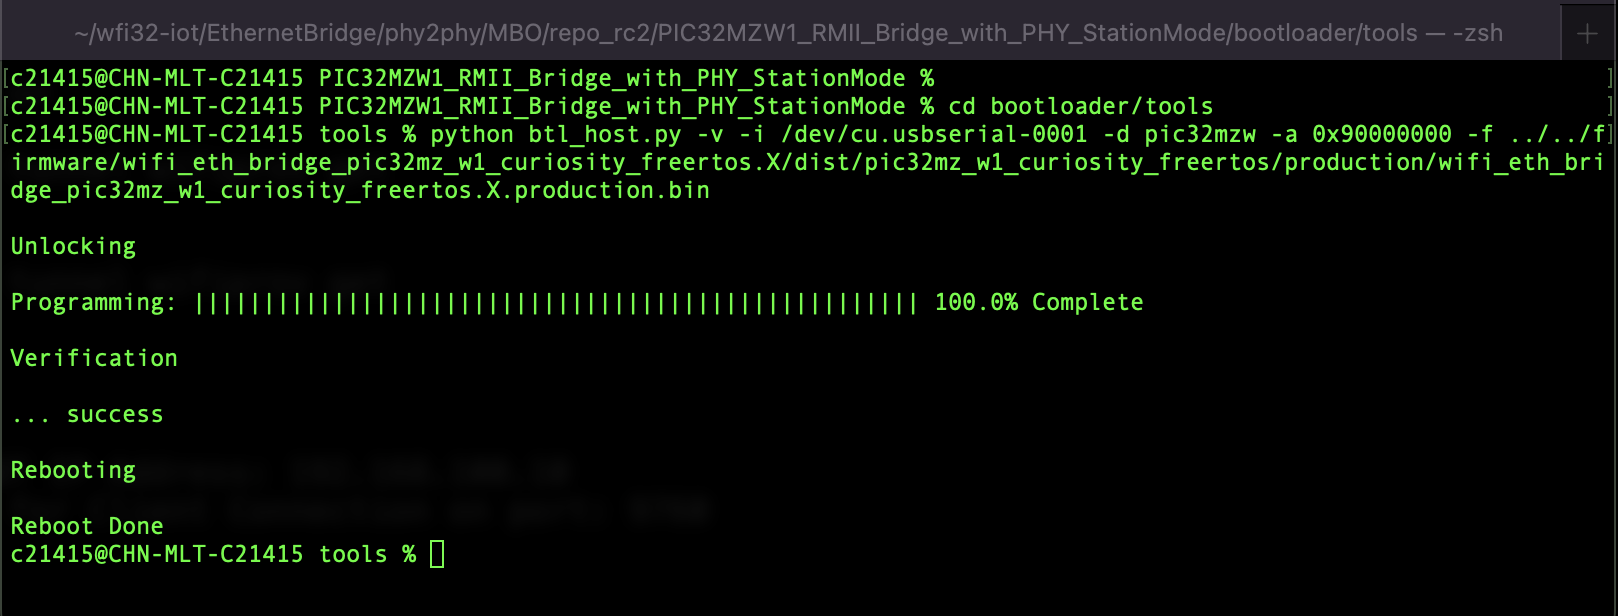 ~/wfi32-iot/EthernetBridge/phy2phy/MBO/repo_rc2/PIC32MZW1_RMII_Bridge_with_PHY_StationMode/bootloader/tools — -zsh
[c21415@CHN-MLT-C21415 PIC32MZW1_RMII_Bridge_with_PHY_StationMode % ]
[c21415@CHN-MLT-C21415 PIC32MZW1_RMII_Bridge_with_PHY_StationMode % cd bootloader/tools ]
[c21415@CHN-MLT-C21415 tools % python btl_host.py -v -i /dev/cu.usbserial-0001 -d pic32mzw -a 0x90000000 -f ../../f]
irmware/wifi_eth_bridge_pic32mz_w1_curiosity_freertos.X/dist/pic32mz_w1_curiosity_freertos/production/wifi_eth_bri
dge_pic32mz_w1_curiosity_freertos.X.production.bin
Unlocking
Programming: |||||||||||||||||||||||||||||||||||||||||||||||||||| 100.0% Complete
Verification
... success
Rebooting
Reboot Done
c21415@CHN-MLT-C21415 tools %